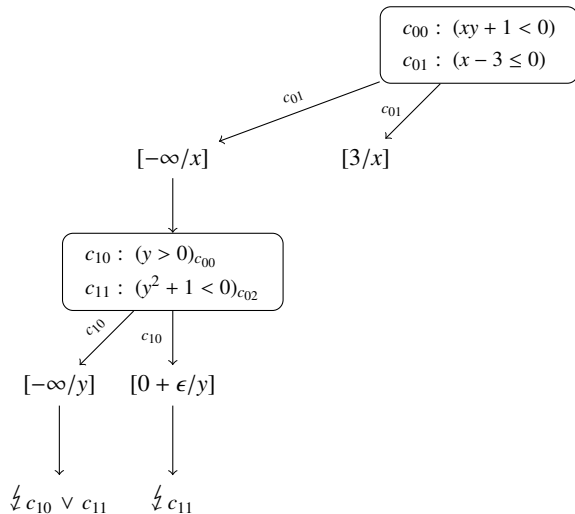 c₀₀ : (xy + 1 < 0)
c₀₁ : (x − 3 ≤ 0)
c₀₁
c₀₁
[−∞/x]
[3/x]
c₁₀ : (y > 0)c₀₀
c₁₁ : (y² + 1 < 0)c₀₂
c₁₀
c₁₀
[−∞/y]
[0 + ϵ/y]
↯ c₁₀ ∨ c₁₁
↯ c₁₁